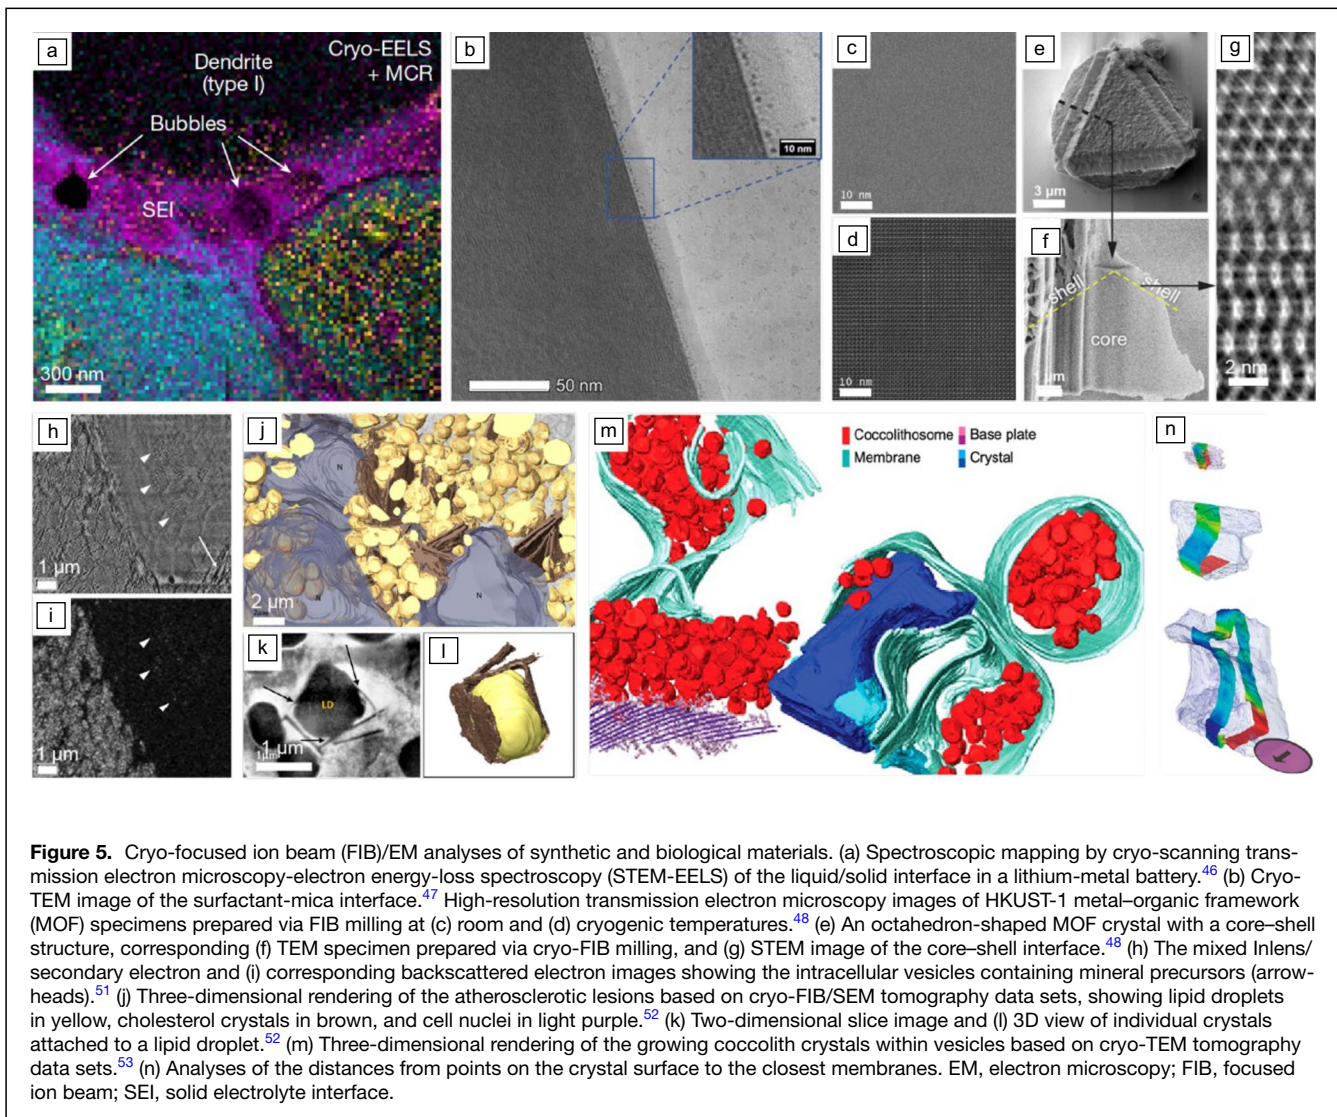 a
Cryo-EELS
+ MCR
Dendrite
(type I)
Bubbles
SEI
300 nm
b
10 nm
50 nm
c
10 nm
d
10 nm
e
3 µm
f
shell
shell
core
µm
g
2 nm
h
1 µm
i
1 µm
j
N
N
2 µm
k
LD
1 µm
1µm
l
m
Coccolithosome
Base plate
Membrane
Crystal
n
Figure 5. Cryo-focused ion beam (FIB)/EM analyses of synthetic and biological materials. (a) Spectroscopic mapping by cryo-scanning trans-
mission electron microscopy-electron energy-loss spectroscopy (STEM-EELS) of the liquid/solid interface in a lithium-metal battery.46 (b) Cryo-
TEM image of the surfactant-mica interface.47 High-resolution transmission electron microscopy images of HKUST-1 metal–organic framework
(MOF) specimens prepared via FIB milling at (c) room and (d) cryogenic temperatures.48 (e) An octahedron-shaped MOF crystal with a core–shell
structure, corresponding (f) TEM specimen prepared via cryo-FIB milling, and (g) STEM image of the core–shell interface.48 (h) The mixed Inlens/
secondary electron and (i) corresponding backscattered electron images showing the intracellular vesicles containing mineral precursors (arrow-
heads).51 (j) Three-dimensional rendering of the atherosclerotic lesions based on cryo-FIB/SEM tomography data sets, showing lipid droplets
in yellow, cholesterol crystals in brown, and cell nuclei in light purple.52 (k) Two-dimensional slice image and (l) 3D view of individual crystals
attached to a lipid droplet.52 (m) Three-dimensional rendering of the growing coccolith crystals within vesicles based on cryo-TEM tomography
data sets.53 (n) Analyses of the distances from points on the crystal surface to the closest membranes. EM, electron microscopy; FIB, focused
ion beam; SEI, solid electrolyte interface.